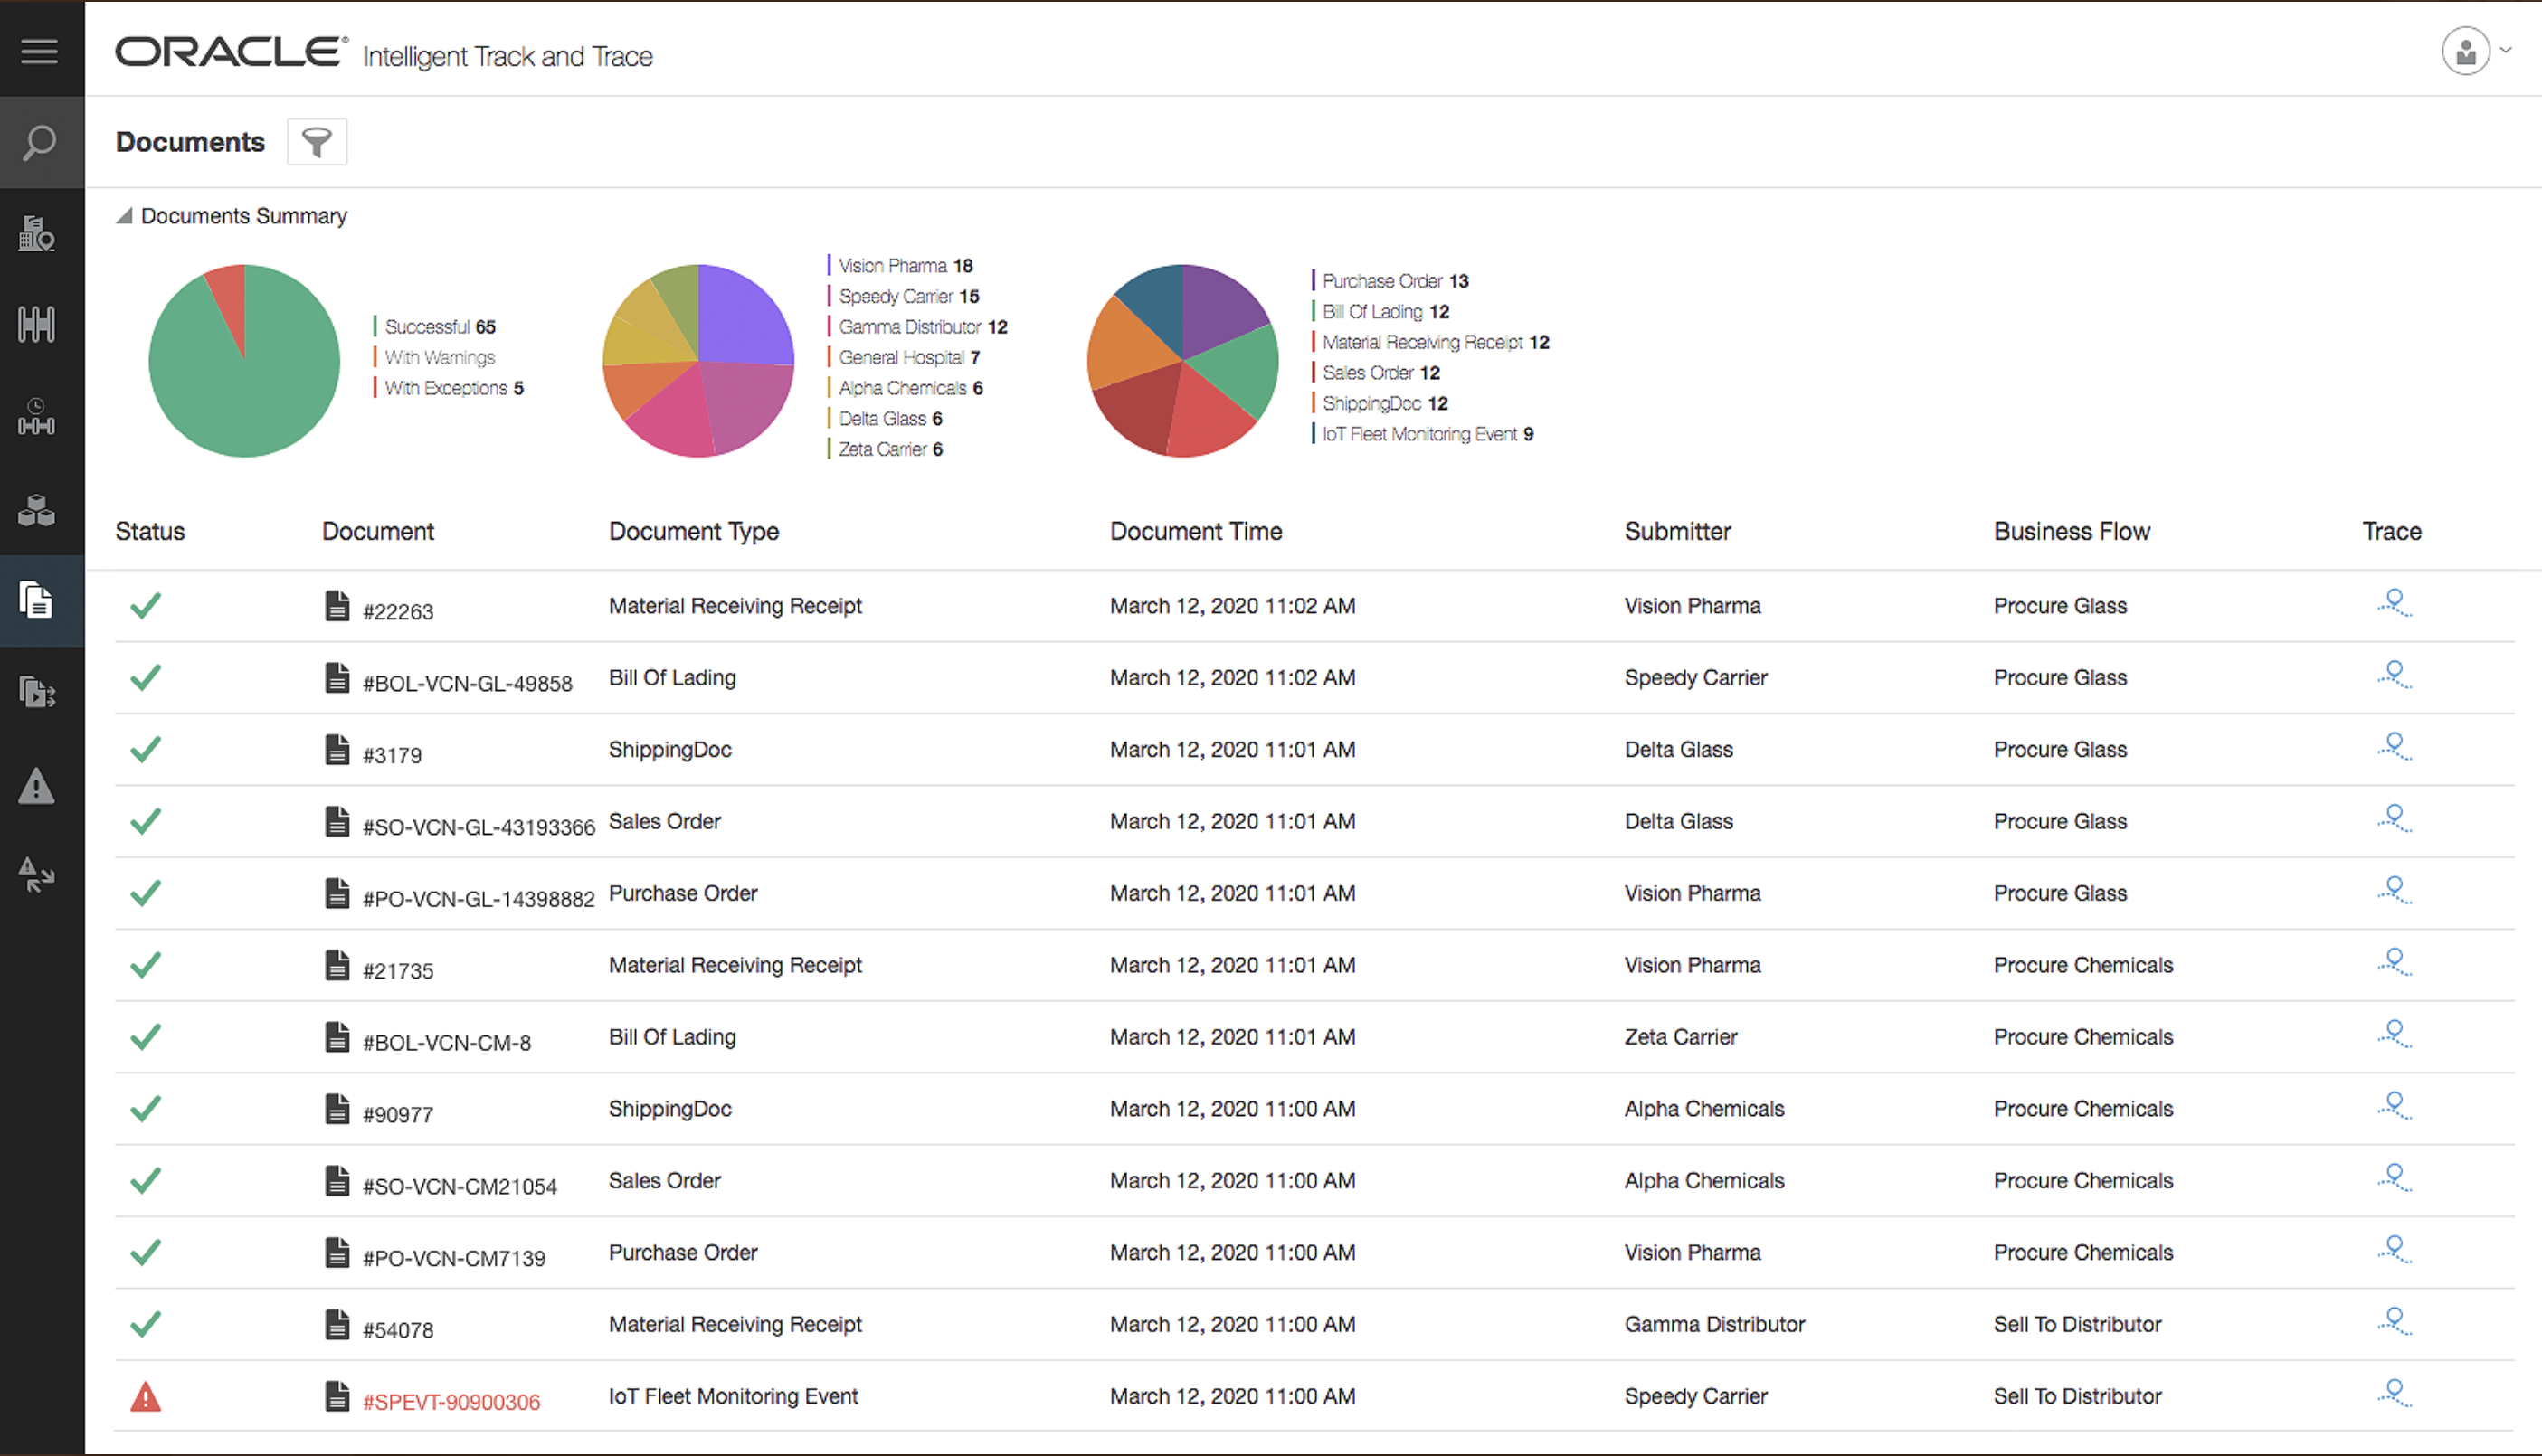 ORACLE® Intelligent Track and Trace
Documents
Documents Summary
Successful 65
With Warnings
With Exceptions 5
Vision Pharma 18
Speedy Carrier 15
Gamma Distributor 12
General Hospital 7
Alpha Chemicals 6
Delta Glass 6
Zeta Carrier 6
Purchase Order 13
Bill Of Lading 12
Material Receiving Receipt 12
Sales Order 12
ShippingDoc 12
IoT Fleet Monitoring Event 9
Status Document Document Type Document Time Submitter Business Flow Trace
#22263 Material Receiving Receipt March 12, 2020 11:02 AM Vision Pharma Procure Glass
#BOL-VCN-GL-49858 Bill Of Lading March 12, 2020 11:02 AM Speedy Carrier Procure Glass
#3179 ShippingDoc March 12, 2020 11:01 AM Delta Glass Procure Glass
#SO-VCN-GL-43193366 Sales Order March 12, 2020 11:01 AM Delta Glass Procure Glass
#PO-VCN-GL-14398882 Purchase Order March 12, 2020 11:01 AM Vision Pharma Procure Glass
#21735 Material Receiving Receipt March 12, 2020 11:01 AM Vision Pharma Procure Chemicals
#BOL-VCN-CM-8 Bill Of Lading March 12, 2020 11:01 AM Zeta Carrier Procure Chemicals
#90977 ShippingDoc March 12, 2020 11:00 AM Alpha Chemicals Procure Chemicals
#SO-VCN-CM21054 Sales Order March 12, 2020 11:00 AM Alpha Chemicals Procure Chemicals
#PO-VCN-CM7139 Purchase Order March 12, 2020 11:00 AM Vision Pharma Procure Chemicals
#54078 Material Receiving Receipt March 12, 2020 11:00 AM Gamma Distributor Sell To Distributor
#SPEVT-90900306 IoT Fleet Monitoring Event March 12, 2020 11:00 AM Speedy Carrier Sell To Distributor